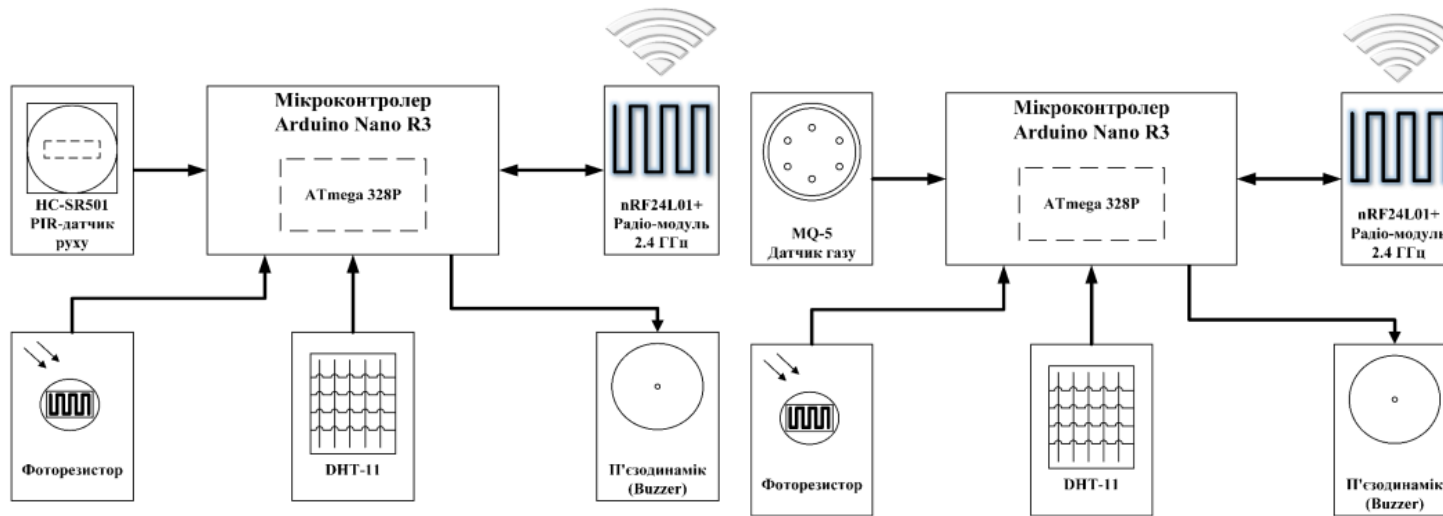 Мікроконтролер
Arduino Nano R3
ATmega 328P
HC-SR501
PIR-датчик
руху
nRF24L01+
Радіо-модуль
2.4 ГГц
Фоторезистор
DHT-11
П'єзодинамік
(Buzzer)
Мікроконтролер
Arduino Nano R3
ATmega 328P
MQ-5
Датчик газу
nRF24L01+
Радіо-модуль
2.4 ГГц
Фоторезистор
DHT-11
П'єзодинамік
(Buzzer)